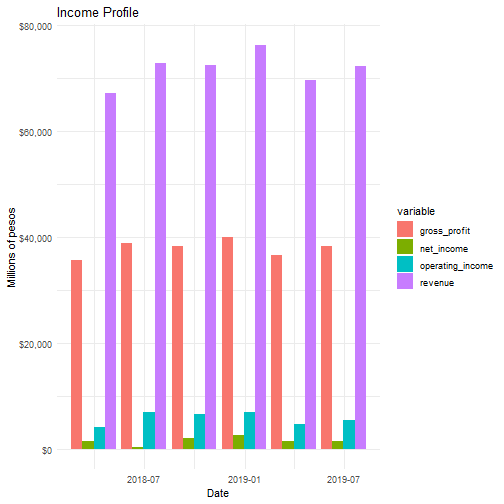 Income Profile
$80,000
$60,000
$40,000
$20,000
$0
Millions of pesos
2018-07
2019-01
2019-07
Date
variable
gross_profit
net_income
operating_income
revenue